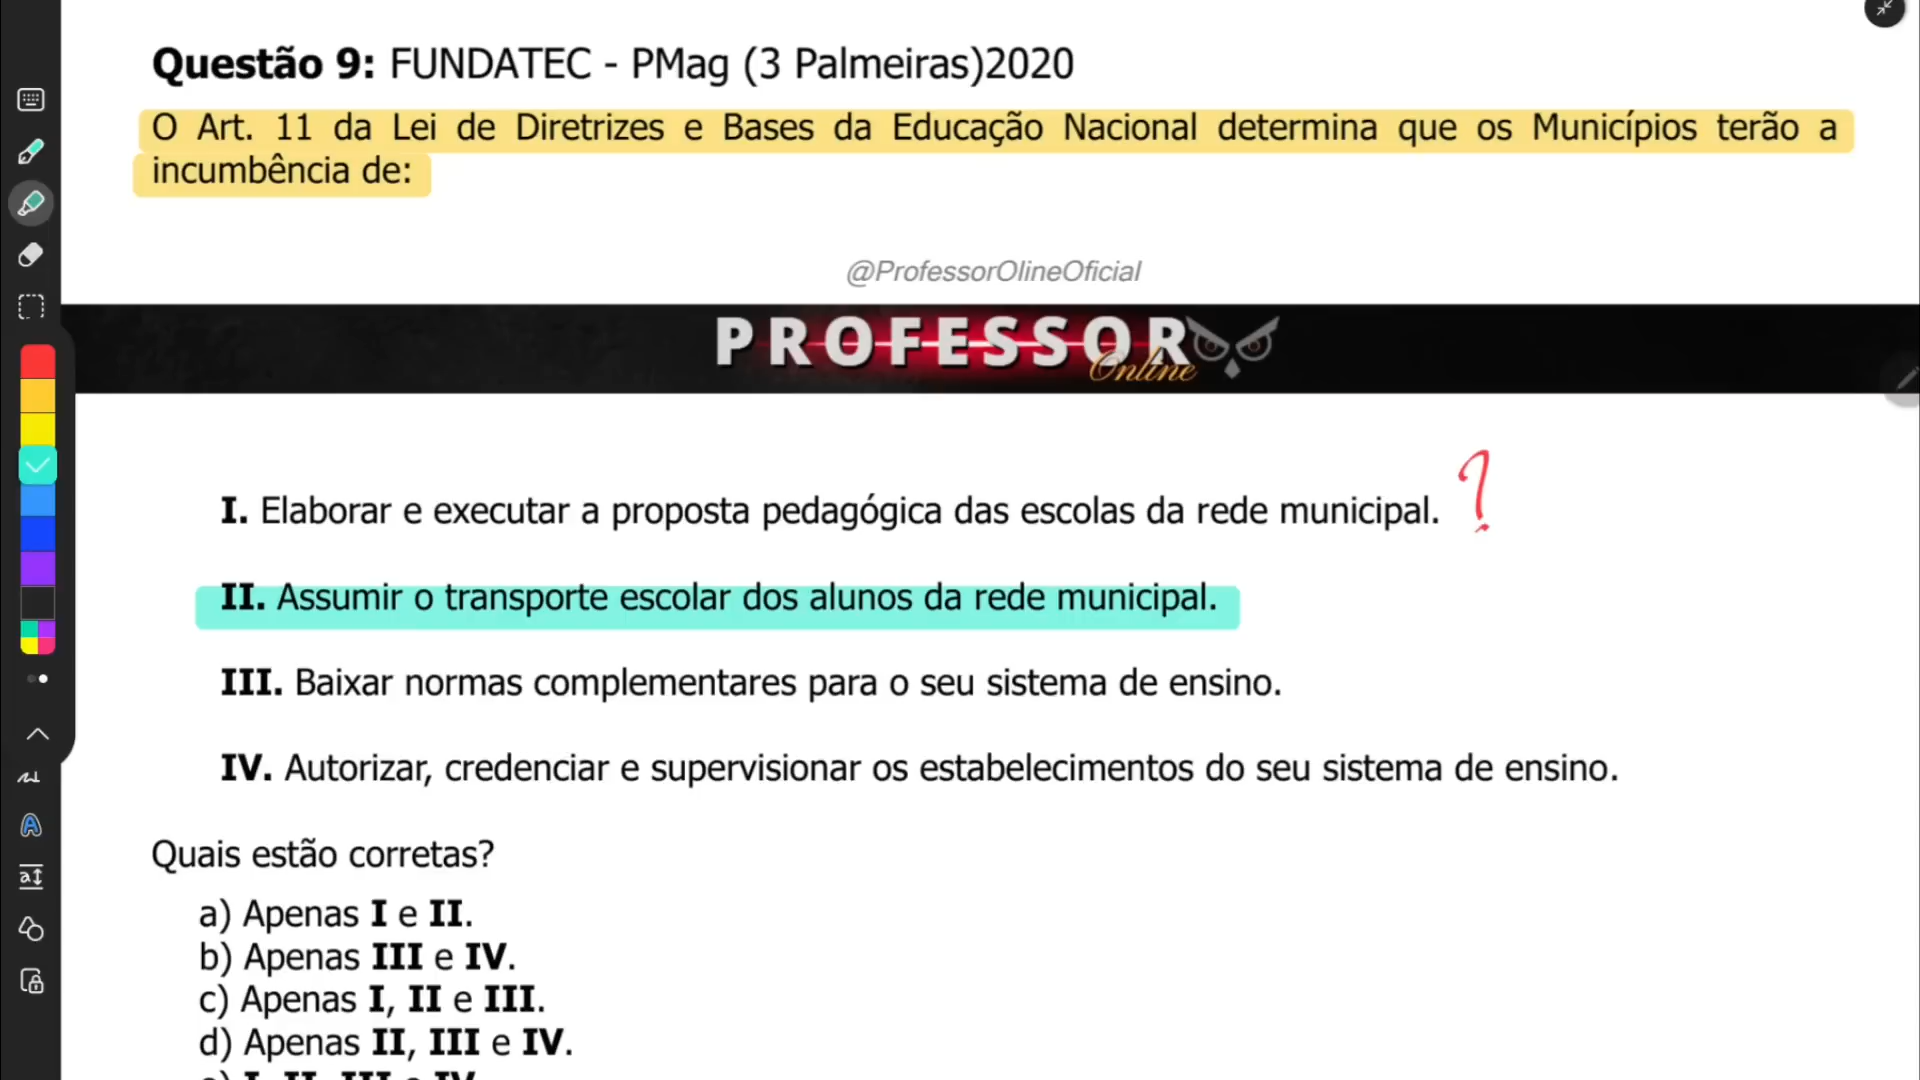 Questão 9: FUNDATEC - PMag (3 Palmeiras)2020
O Art. 11 da Lei de Diretrizes e Bases da Educação Nacional determina que os Municípios terão a
incumbência de:
@ProfessorOlineOficial
PROFESSOR
Online
I. Elaborar e executar a proposta pedagógica das escolas da rede municipal. ?
II. Assumir o transporte escolar dos alunos da rede municipal.
III. Baixar normas complementares para o seu sistema de ensino.
IV. Autorizar, credenciar e supervisionar os estabelecimentos do seu sistema de ensino.
Quais estão corretas?
a) Apenas I e II.
b) Apenas III e IV.
c) Apenas I, II e III.
d) Apenas II, III e IV.
e) I, II, III e IV.